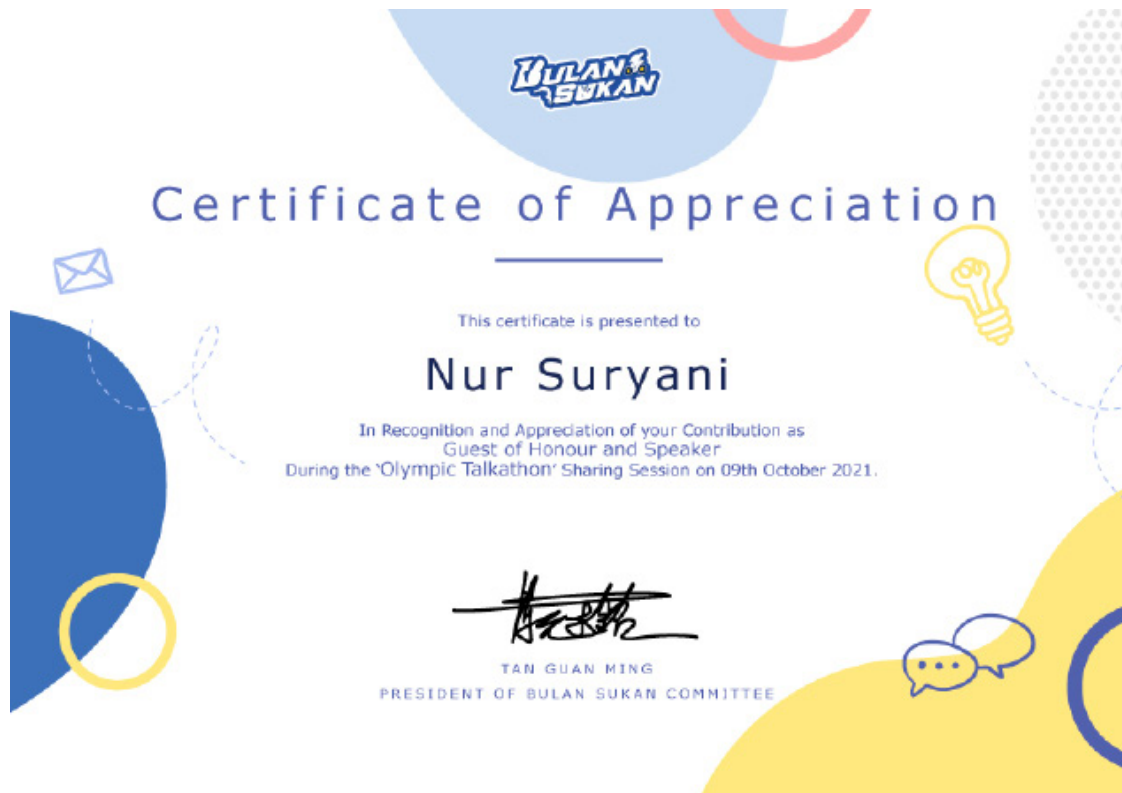 BULAN
SUKAN
Certificate of Appreciation
This certificate is presented to
Nur Suryani
In Recognition and Appreciation of your Contribution as
Guest of Honour and Speaker
During the 'Olympic Talkathon' Sharing Session on 09th October 2021.
TAN GUAN MING
PRESIDENT OF BULAN SUKAN COMMITTEE